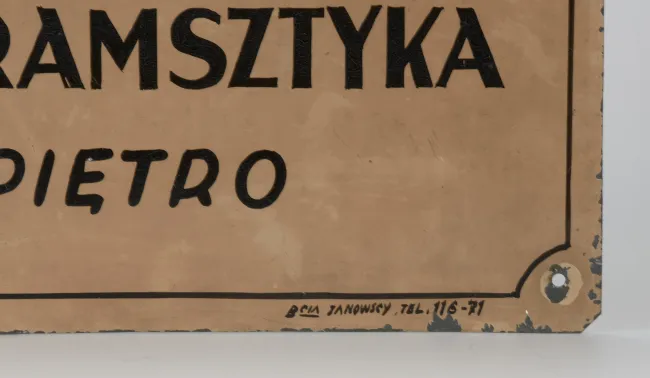 RAMSZTYKA
PIĘTRO
BCIA JANOWSCY, TEL. 116-71